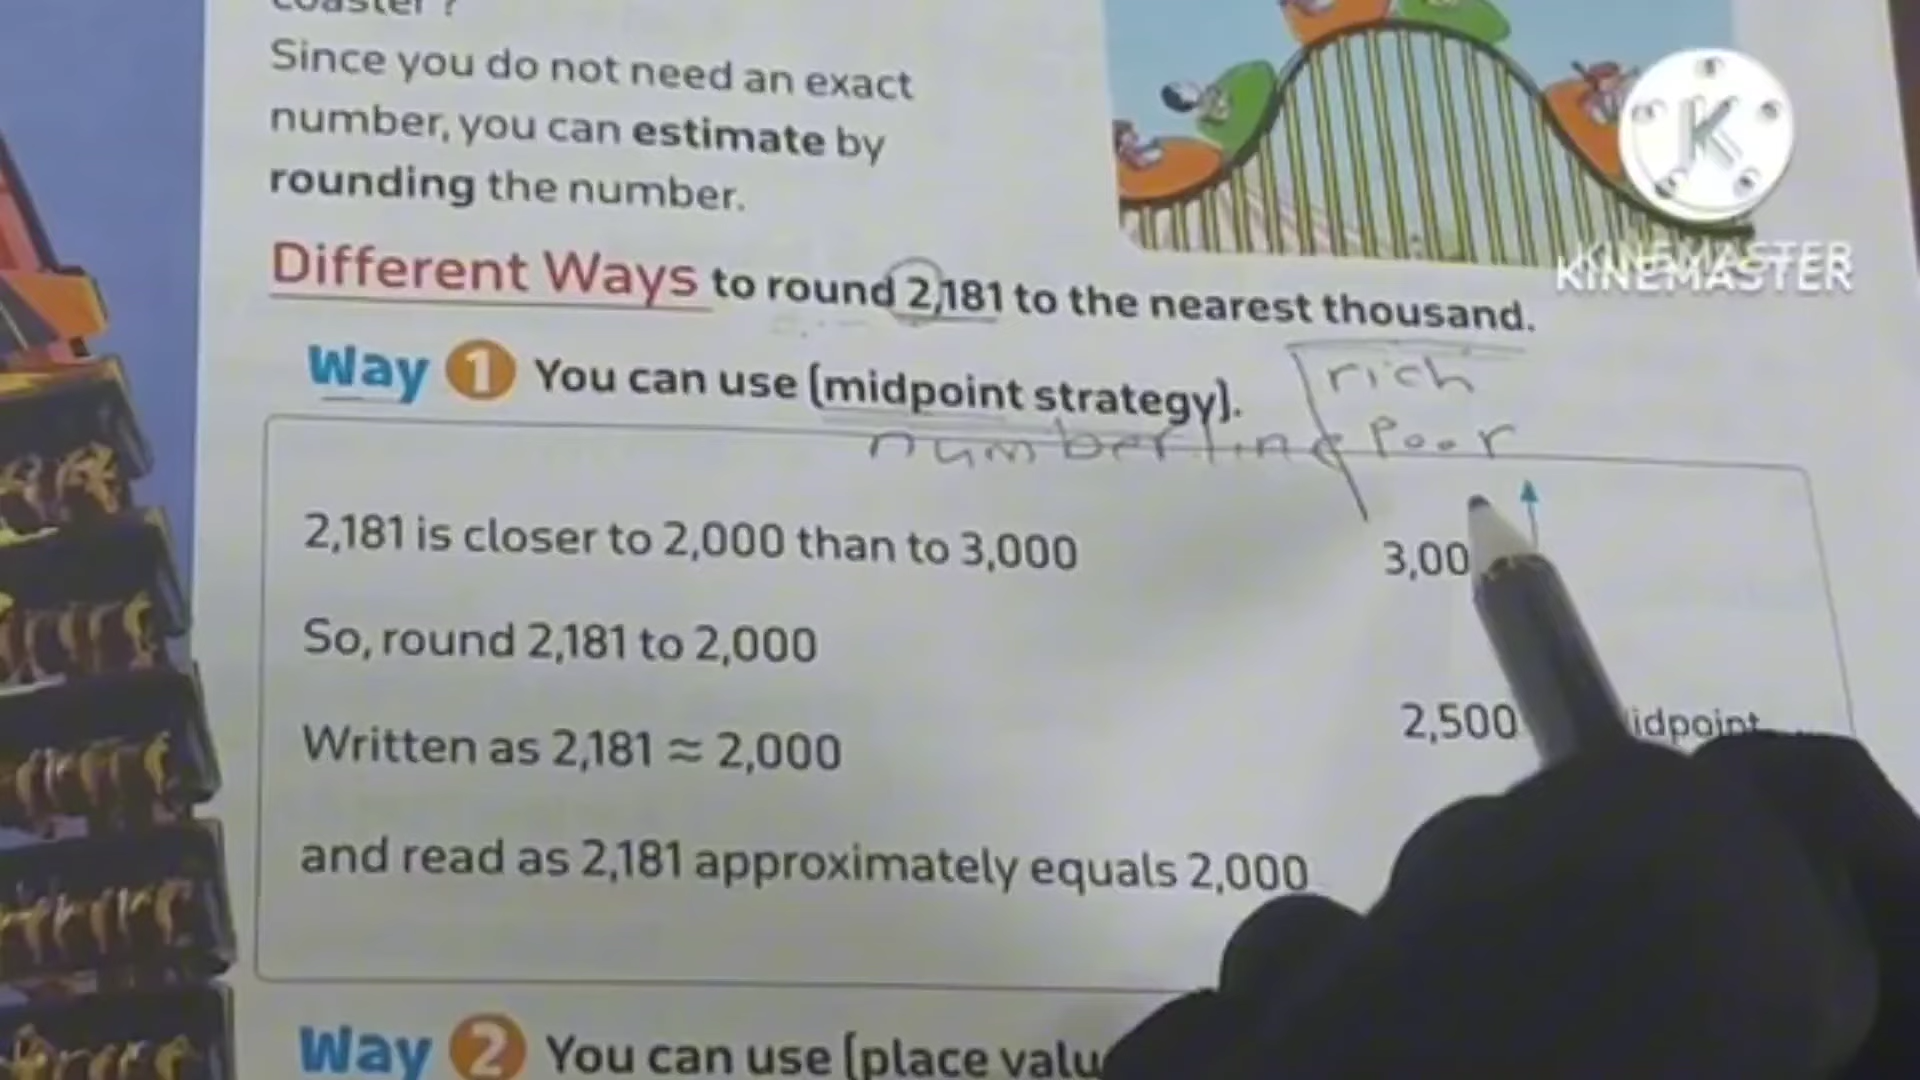 coaster ?
Since you do not need an exact
number, you can estimate by
rounding the number.
K
KINEMASTER
Different Ways to round 2,181 to the nearest thousand.
Way 1 You can use (midpoint strategy).
rich
number line
Poor
2,181 is closer to 2,000 than to 3,000
3,00
So, round 2,181 to 2,000
2,500
idpoint
Written as 2,181 ≈ 2,000
and read as 2,181 approximately equals 2,000
Way 2 You can use (place valu